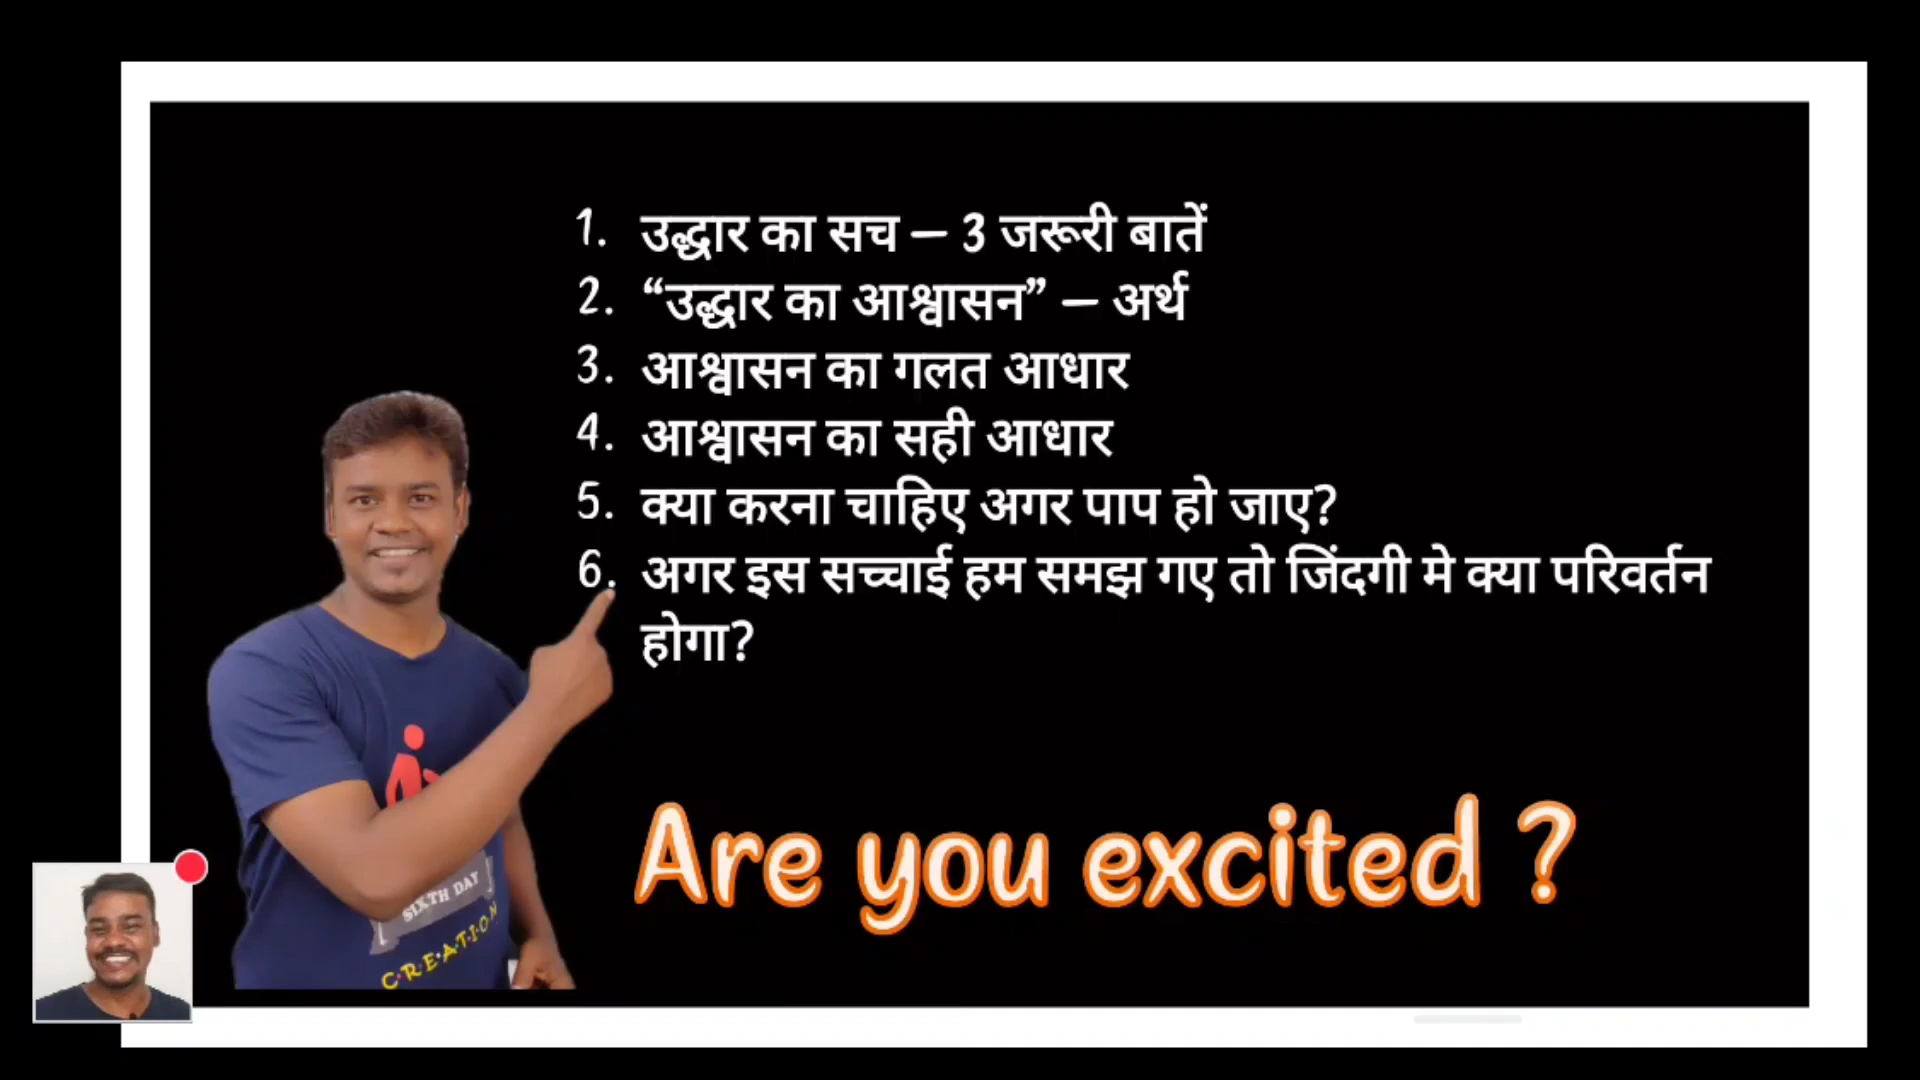 1. उद्धार का सच – 3 जरूरी बातें
2. “उद्धार का आश्वासन” – अर्थ
3. आश्वासन का गलत आधार
4. आश्वासन का सही आधार
5. क्या करना चाहिए अगर पाप हो जाए?
6. अगर इस सच्चाई हम समझ गए तो जिंदगी मे क्या परिवर्तन
होगा?
Are you excited ?
SIXTH DAY
C·R·E·A·T·I·O·N